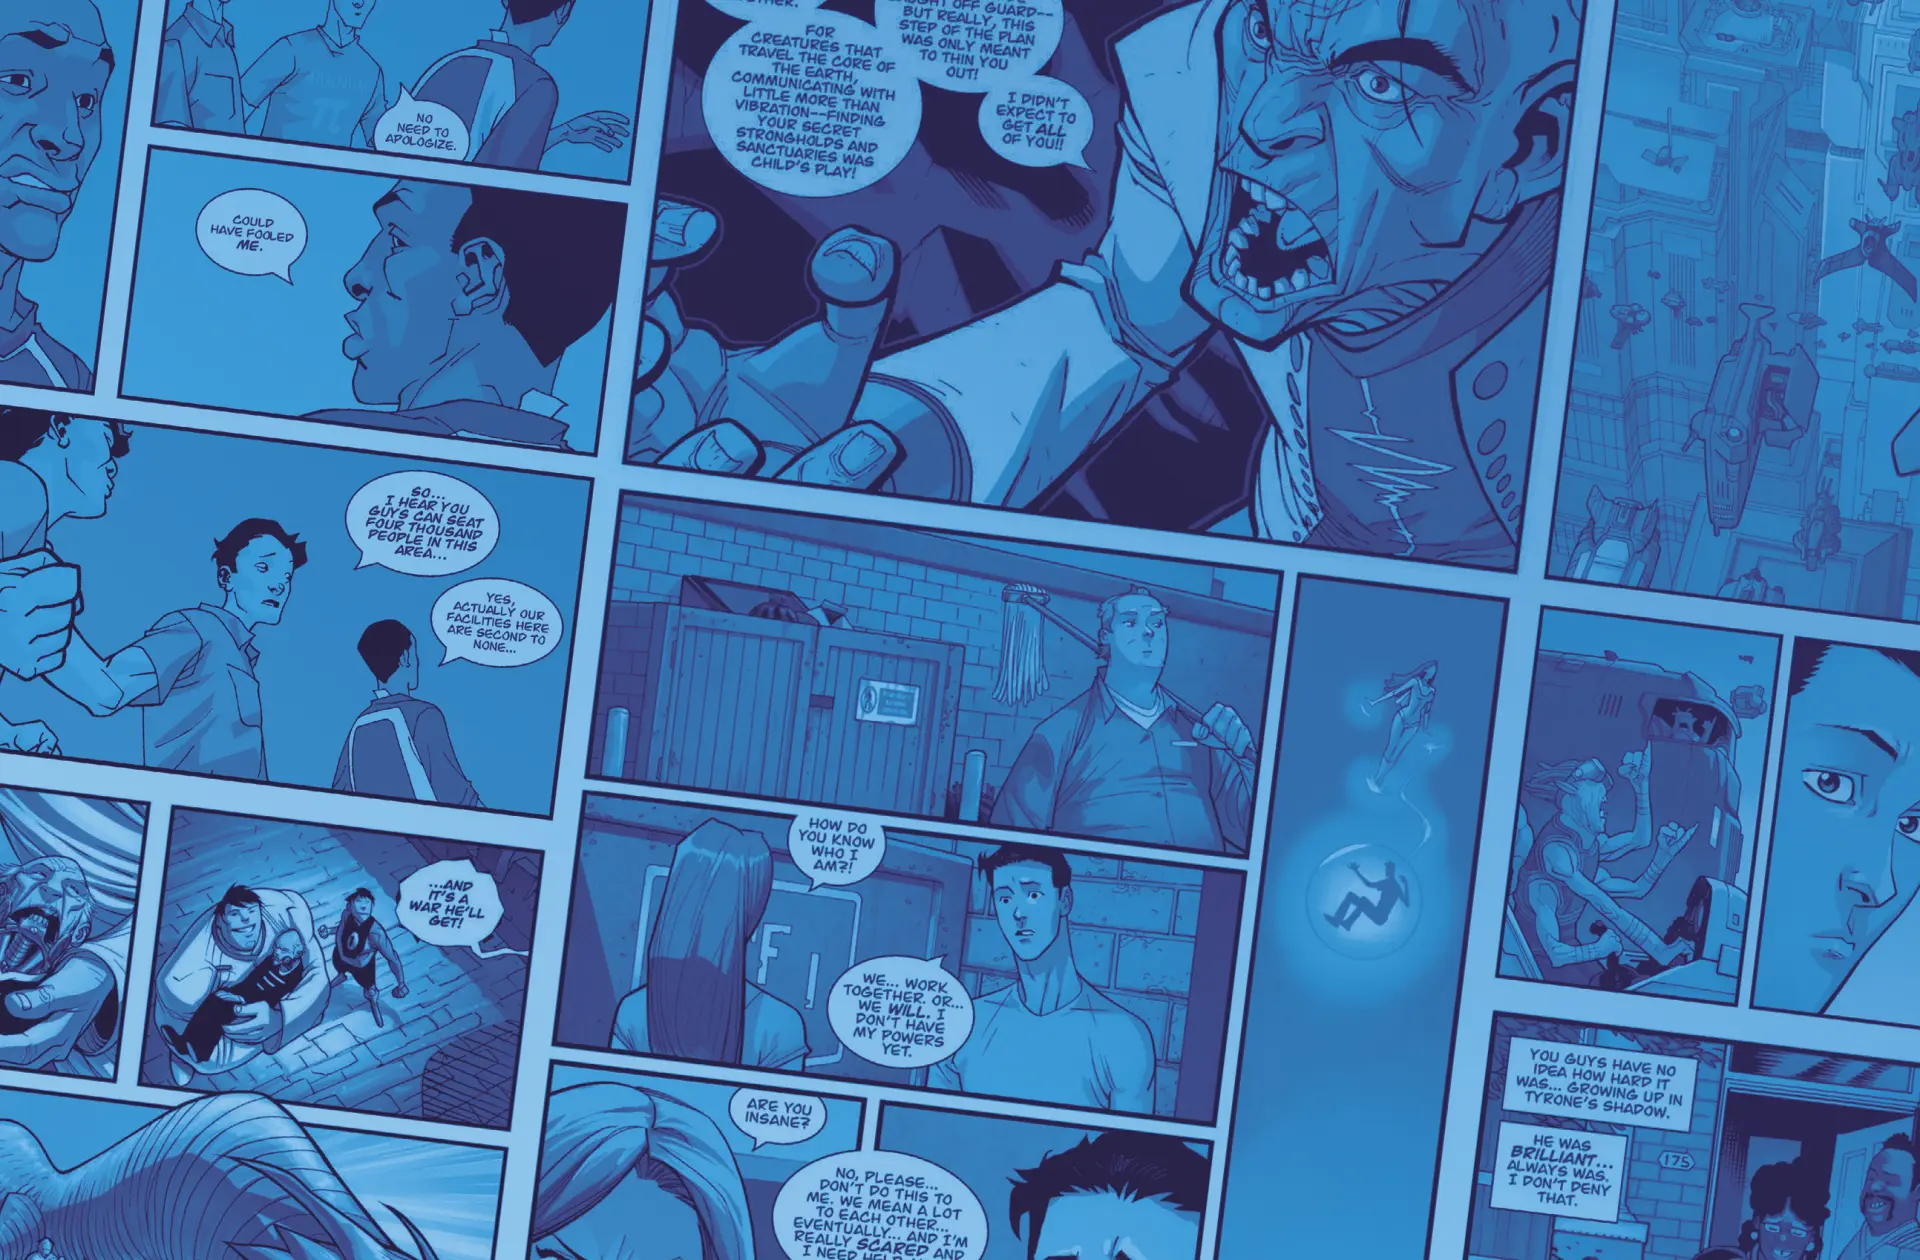 NO
NEED TO
APOLOGIZE.
COULD
HAVE FOOLED
ME.
FOR
CREATURES THAT
TRAVEL THE CORE OF
THE EARTH,
COMMUNICATING WITH
LITTLE MORE THAN
VIBRATION--FINDING
YOUR SECRET
STRONGHOLDS AND
SANCTUARIES WAS
CHILD'S PLAY!
OFF GUARD--
BUT REALLY, THIS
STEP OF THE PLAN
WAS ONLY MEANT
TO THIN YOU
OUT!
I DIDN'T
EXPECT TO
GET ALL
OF YOU!!
SO...
I HEAR YOU
GUYS CAN SEAT
FOUR THOUSAND
PEOPLE IN THIS
AREA...
YES,
ACTUALLY OUR
FACILITIES HERE
ARE SECOND TO
NONE...
...AND
IT'S A
WAR HE'LL
GET!
HOW DO
YOU KNOW
WHO I
AM?!
WE... WORK
TOGETHER. OR...
WE WILL. I
DON'T HAVE
MY POWERS
YET.
ARE YOU
INSANE?
NO, PLEASE...
DON'T DO THIS TO
ME. WE MEAN A LOT
TO EACH OTHER...
EVENTUALLY... AND I'M
REALLY SCARED AND
I NEED
YOU GUYS HAVE NO
IDEA HOW HARD IT
WAS... GROWING UP IN
TYRONE'S SHADOW.
HE WAS
BRILLIANT...
ALWAYS WAS.
I DON'T DENY
THAT.
175